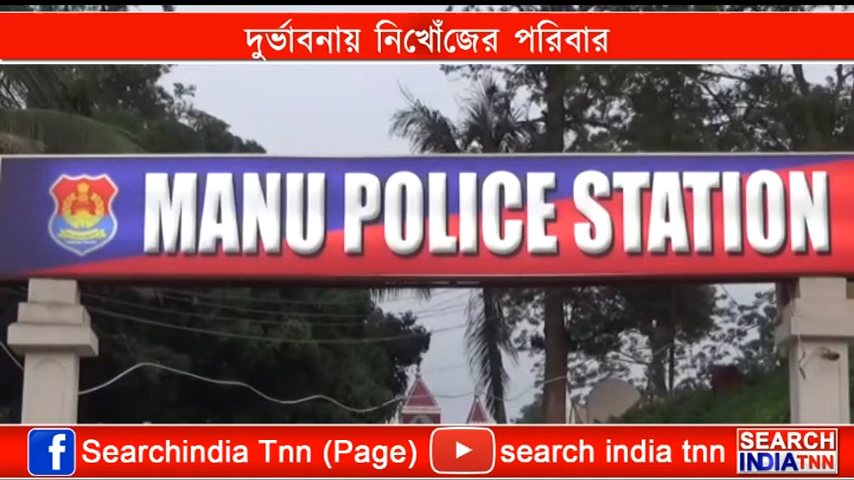 দুর্ভাবনায় নিখোঁজের পরিবার
MANU POLICE STATION
Searchindia Tnn (Page)
search india tnn
SEARCH
INDIATNN